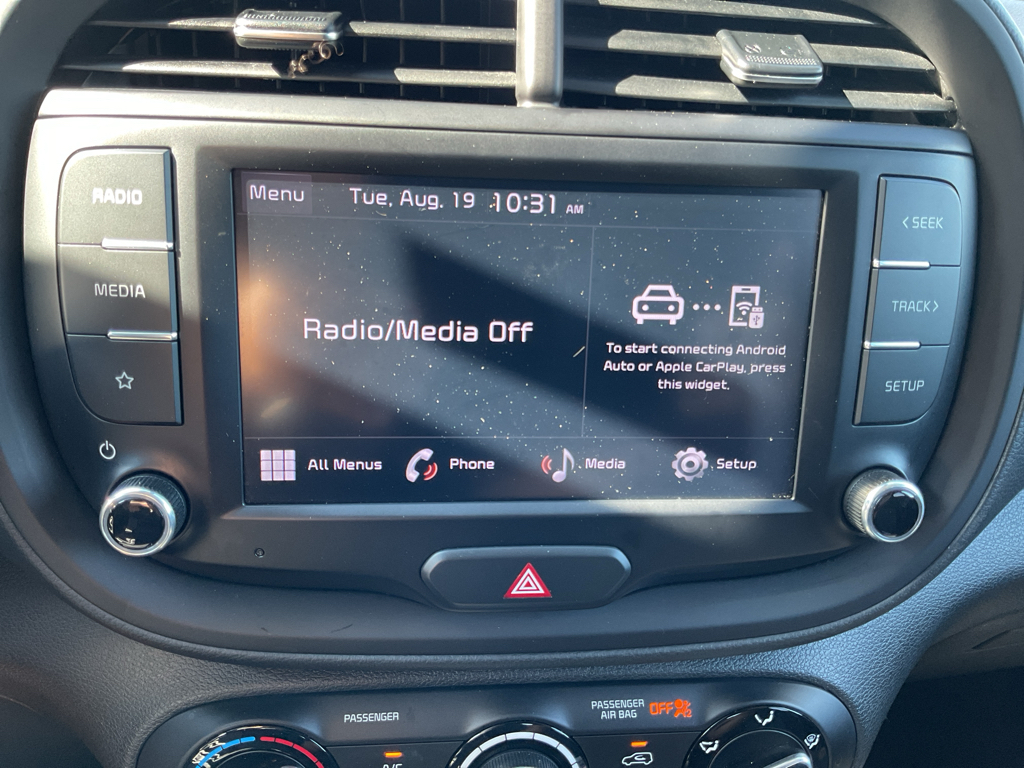 RADIO
MEDIA
Menu Tue, Aug. 19 10:31 AM
Radio/Media Off
To start connecting Android
Auto or Apple CarPlay, press
this widget.
All Menus Phone Media Setup
< SEEK
TRACK >
SETUP
PASSENGER
PASSENGER
AIR BAG OFF
A/C